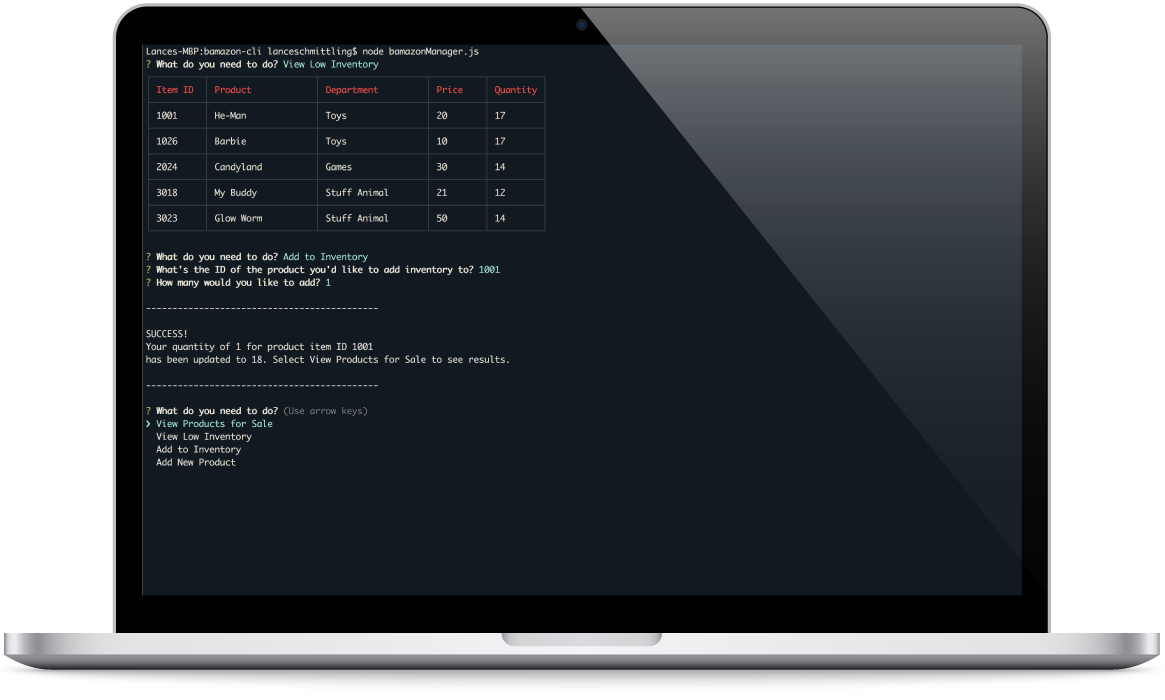 Lances-MBP:bamazon-cli lanceschmittling$ node bamazonManager.js
? What do you need to do? View Low Inventory
Item ID Product Department Price Quantity
1001 He-Man Toys 20 17
1026 Barbie Toys 10 17
2024 Candyland Games 30 14
3018 My Buddy Stuff Animal 21 12
3023 Glow Worm Stuff Animal 50 14
? What do you need to do? Add to Inventory
? What's the ID of the product you'd like to add inventory to? 1001
? How many would you like to add? 1
--------------------------------------------
SUCCESS!
Your quantity of 1 for product item ID 1001
has been updated to 18. Select View Products for Sale to see results.
--------------------------------------------
? What do you need to do? (Use arrow keys)
❯ View Products for Sale
View Low Inventory
Add to Inventory
Add New Product